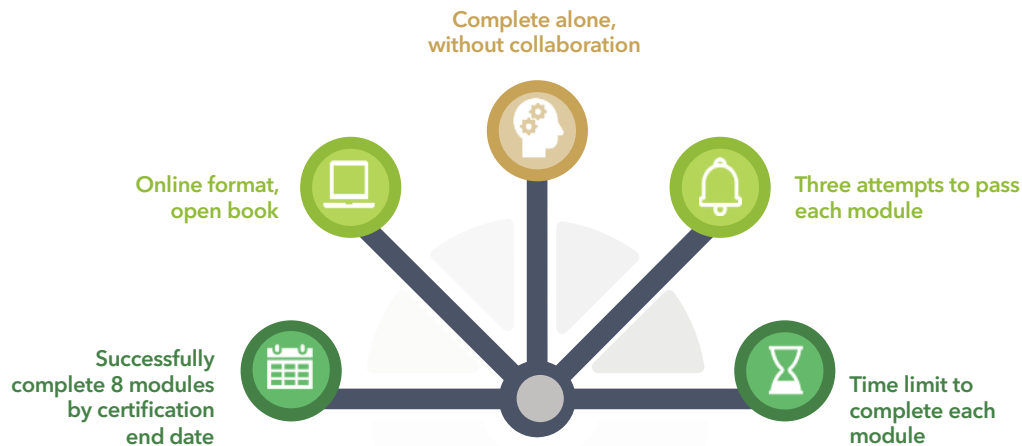 Complete alone,
without collaboration
Online format,
open book
Three attempts to pass
each module
Successfully
complete 8 modules
by certification
end date
Time limit to
complete each
module